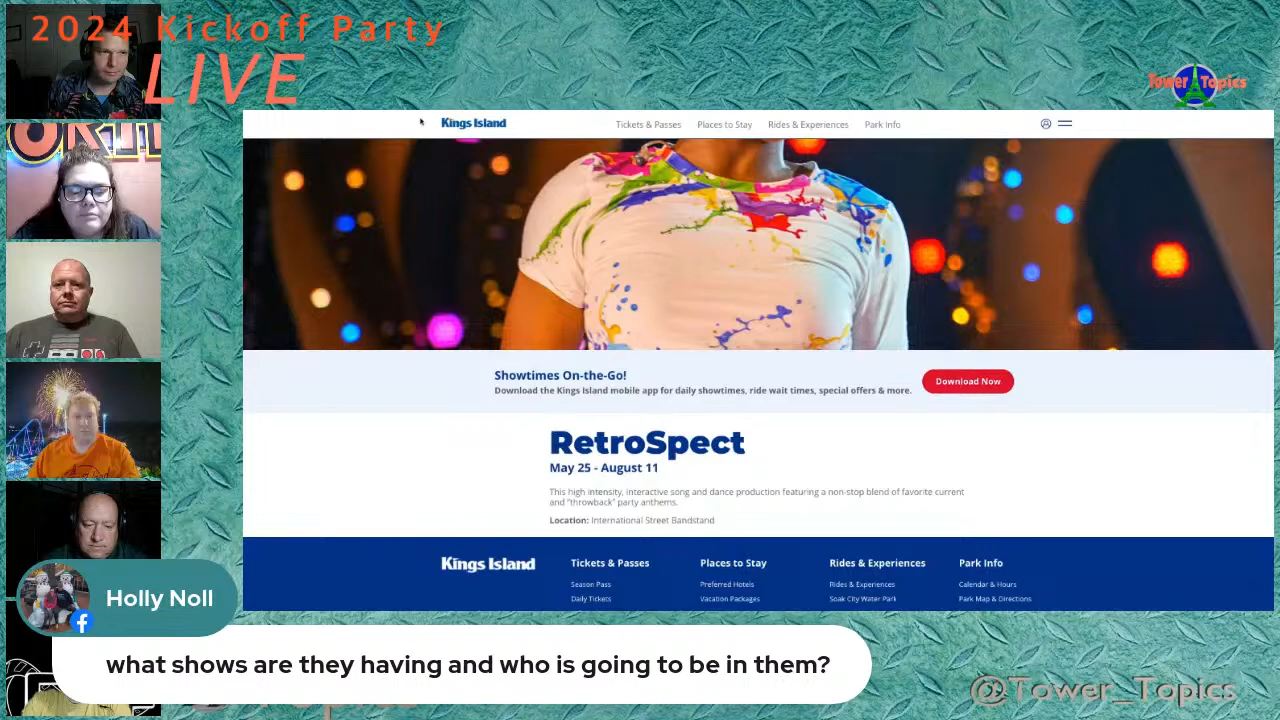 2024 Kickoff Party
LIVE
Tower Topics
Kings Island
Tickets & Passes
Places to Stay
Rides & Experiences
Park Info
Showtimes On-the-Go!
Download the Kings Island mobile app for daily showtimes, ride wait times, special offers & more.
Download Now
RetroSpect
May 25 - August 11
This high intensity, interactive song and dance production featuring a non-stop blend of favorite current
and "throwback" party anthems.
Location: International Street Bandstand
Kings Island
Tickets & Passes
Season Pass
Daily Tickets
Places to Stay
Preferred Hotels
Vacation Packages
Rides & Experiences
Rides & Experiences
Soak City Water Park
Park Info
Calendar & Hours
Park Map & Directions
Holly Noll
what shows are they having and who is going to be in them?
@Tower_Topics